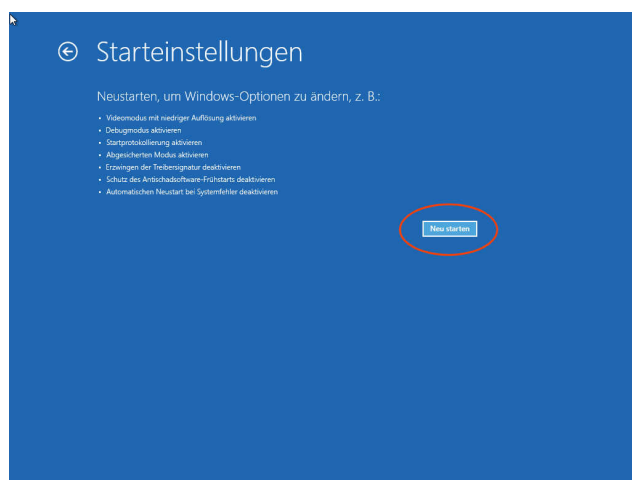 Starteinstellungen
Neustarten, um Windows-Optionen zu ändern, z. B.:
• Videomodus mit niedriger Auflösung aktivieren
• Debugmodus aktivieren
• Startprotokollierung aktivieren
• Abgesicherten Modus aktivieren
• Erzwingen der Treibersignatur deaktivieren
• Schutz des Antischadsoftware-Frühstarts deaktivieren
• Automatischen Neustart bei Systemfehler deaktivieren
Neu starten